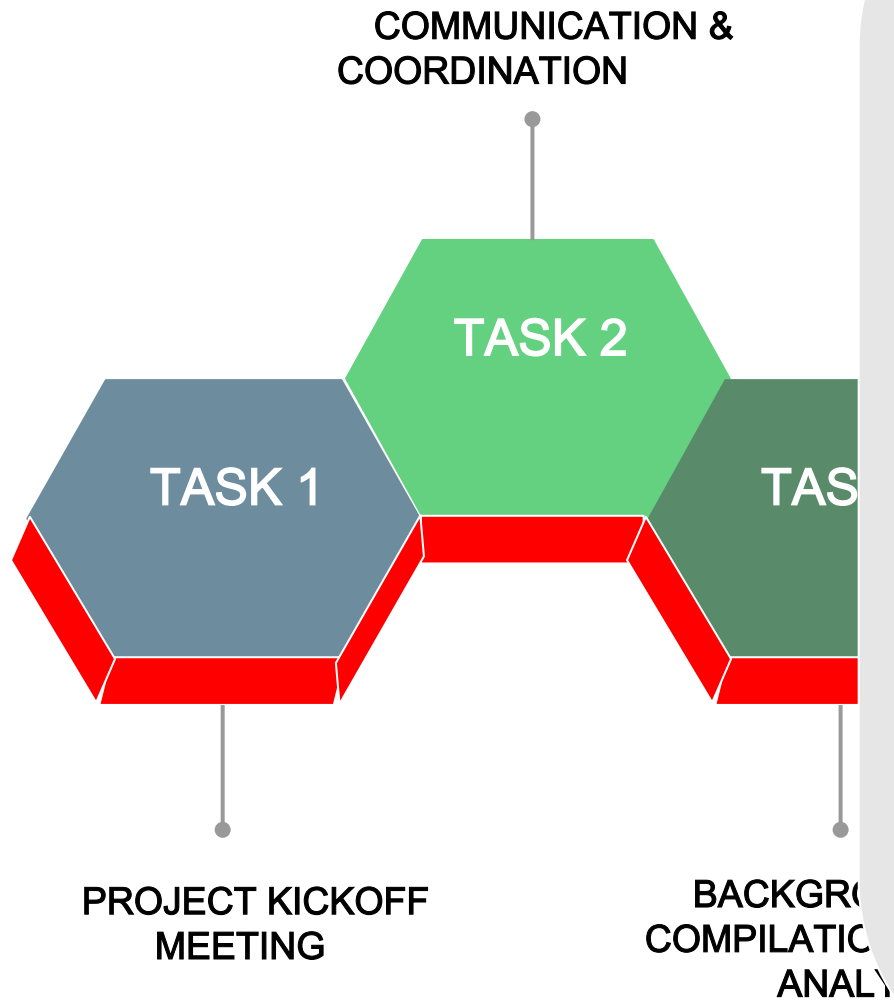 COMMUNICATION &
COORDINATION
TASK 2
TASK 1
PROJECT KICKOFF
MEETING